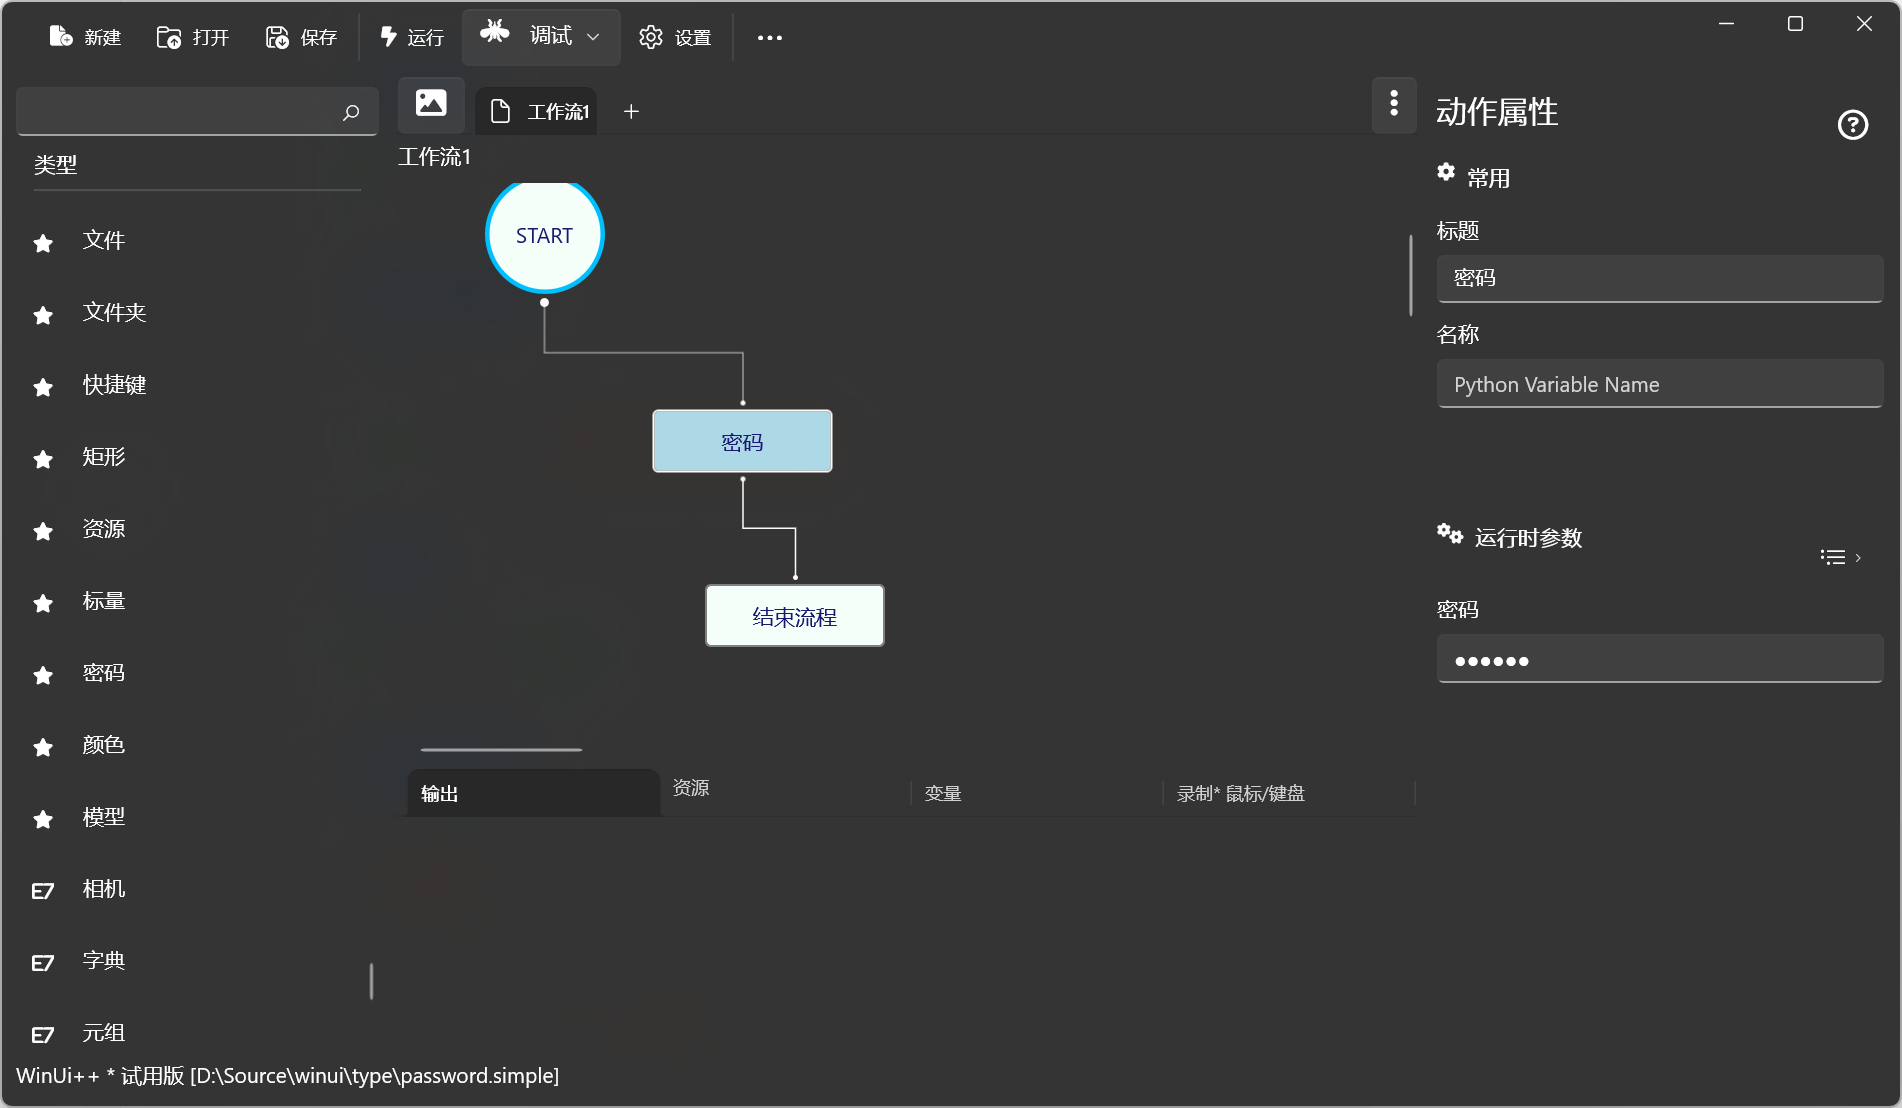 新建 打开 保存 运行 调试 设置
工作流1
工作流1
类型
文件
文件夹
快捷键
矩形
资源
标量
密码
颜色
模型
相机
字典
元组
START
密码
结束流程
输出 资源 变量 录制* 鼠标/键盘
动作属性
常用
标题
密码
名称
Python Variable Name
运行时参数
密码
WinUi++ * 试用版 [D:\Source\winui\type\password.simple]